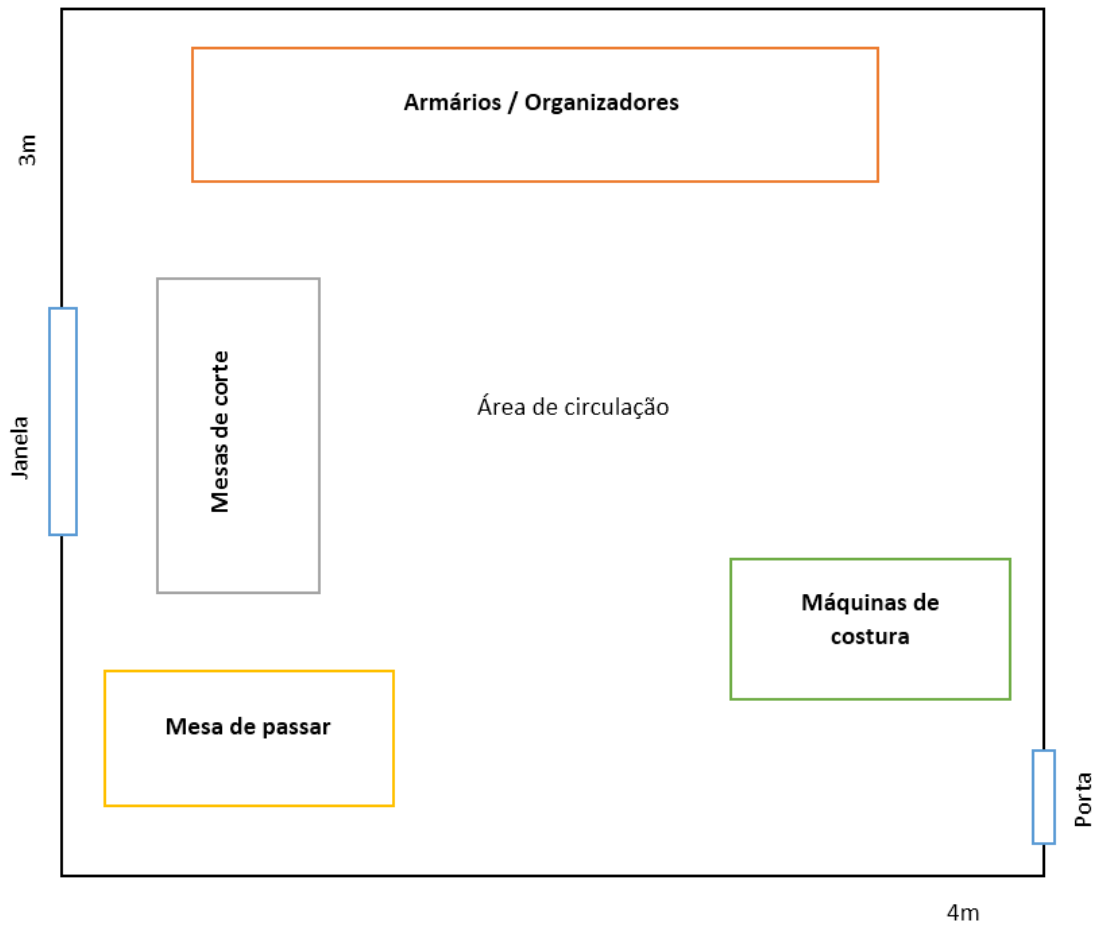 Armários / Organizadores
3m
Mesas de corte
Área de circulação
Janela
Máquinas de
costura
Mesa de passar
Porta
4m